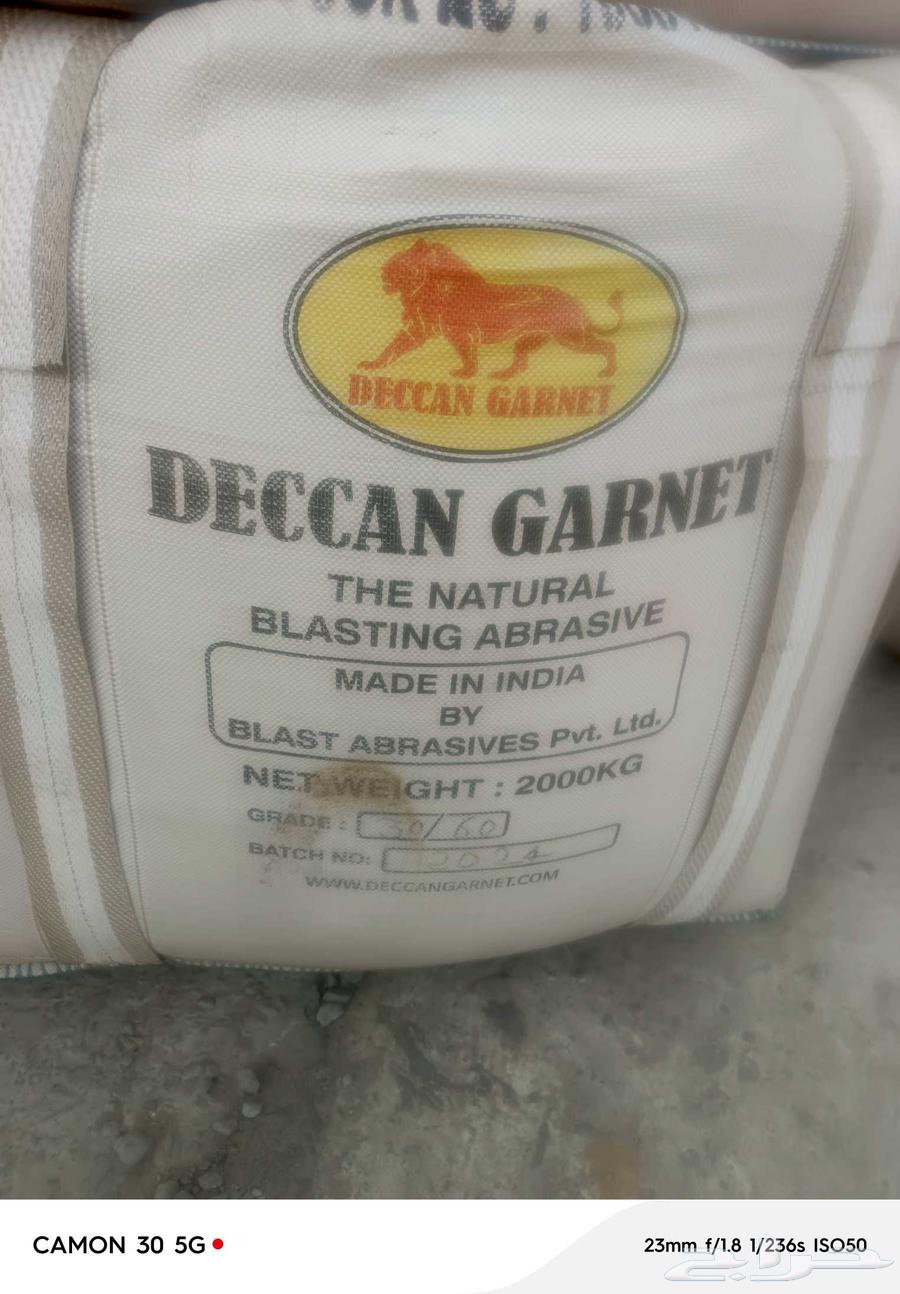 DECCAN GARNET
DECCAN GARNET
THE NATURAL
BLASTING ABRASIVE
MADE IN INDIA
BY
BLAST ABRASIVES Pvt. Ltd.
NET WEIGHT : 2000KG
GRADE : 30/60
BATCH NO:
WWW.DECCANGARNET.COM
CAMON 30 5G
23mm f/1.8 1/236s ISO50
حراج